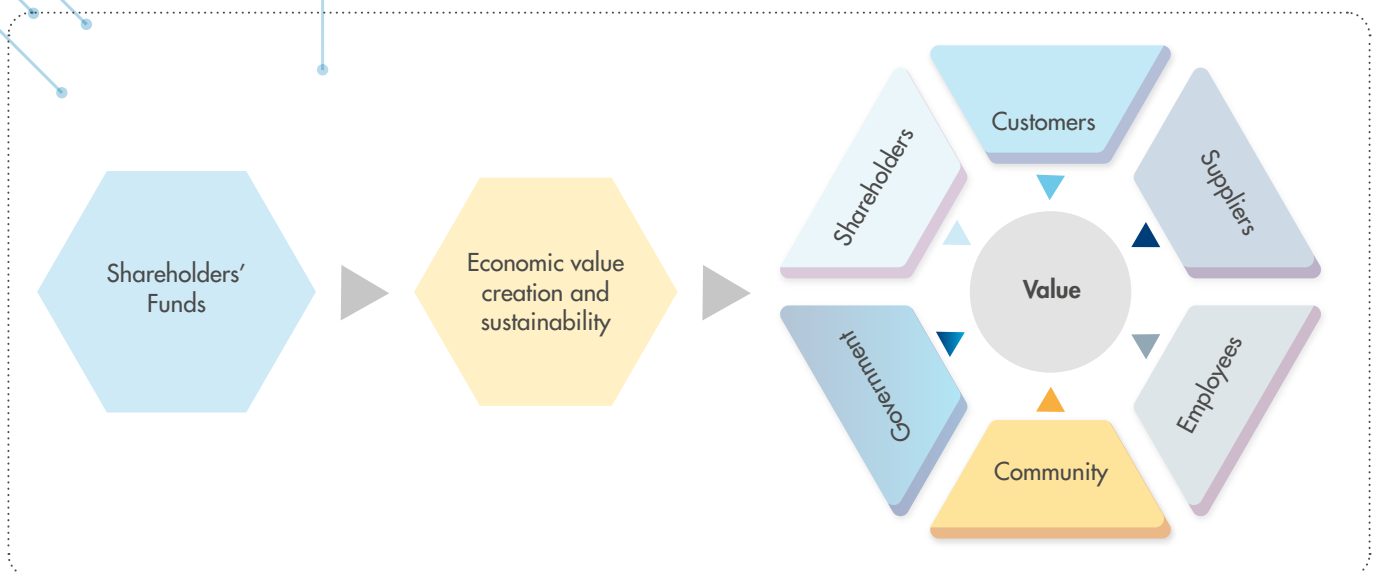 Shareholders’
Funds
Economic value
creation and
sustainability
Customers
Suppliers
Employees
Community
Government
Shareholders
Value